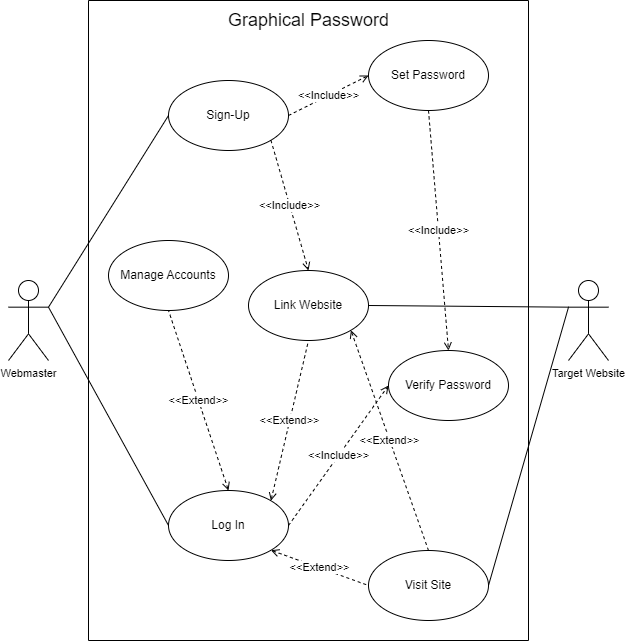 Graphical Password
Set Password
<<Include>>
Sign-Up
<<Include>>
<<Include>>
Manage Accounts
Link Website
Webmaster
Target Website
Verify Password
<<Extend>>
<<Extend>>
<<Extend>>
<<Include>>
Log In
<<Extend>>
Visit Site